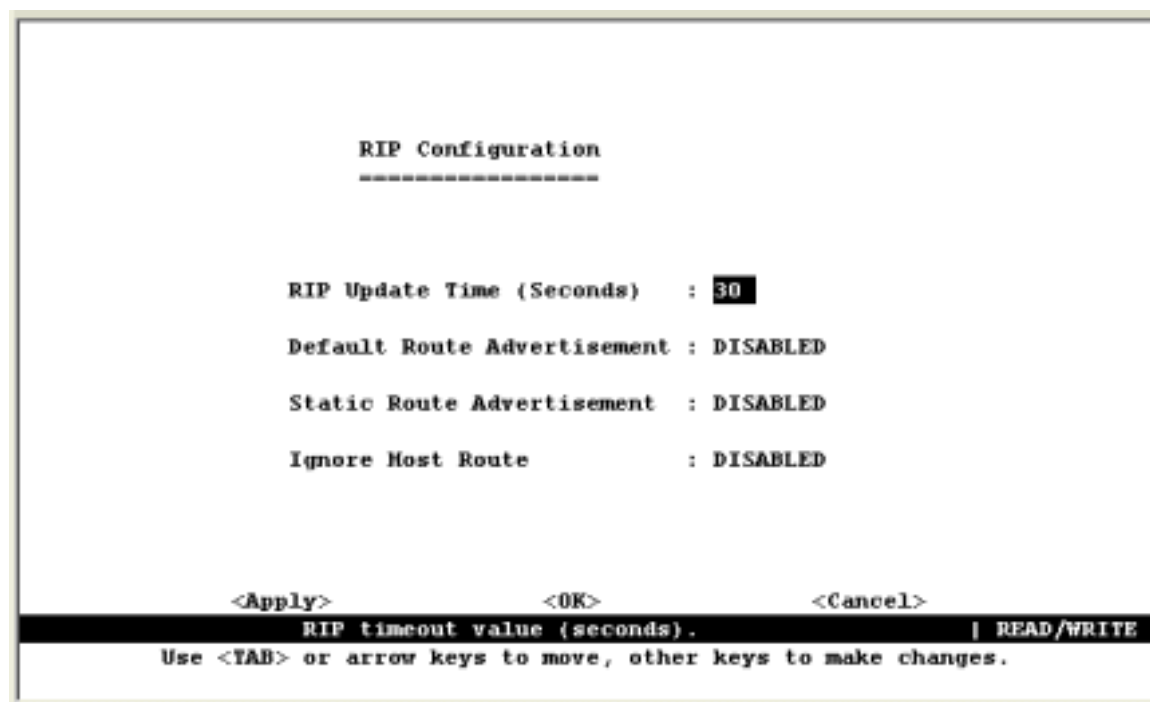 RIP Configuration
=================
RIP Update Time (Seconds) : 30
Default Route Advertisement : DISABLED
Static Route Advertisement : DISABLED
Ignore Host Route : DISABLED
<Apply> <OK> <Cancel>
RIP timeout value (seconds). | READ/WRITE
Use <TAB> or arrow keys to move, other keys to make changes.